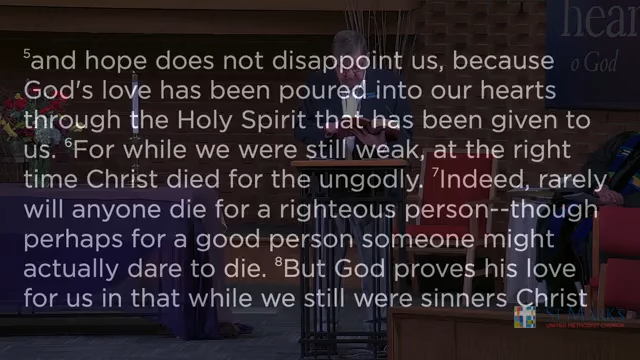 hear
o God
⁵and hope does not disappoint us, because
God's love has been poured into our hearts
through the Holy Spirit that has been given to
us. ⁶For while we were still weak, at the right
time Christ died for the ungodly. ⁷Indeed, rarely
will anyone die for a righteous person--though
perhaps for a good person someone might
actually dare to die. ⁸But God proves his love
for us in that while we still were sinners Christ
ST. MARK'S
UNITED METHODIST CHURCH